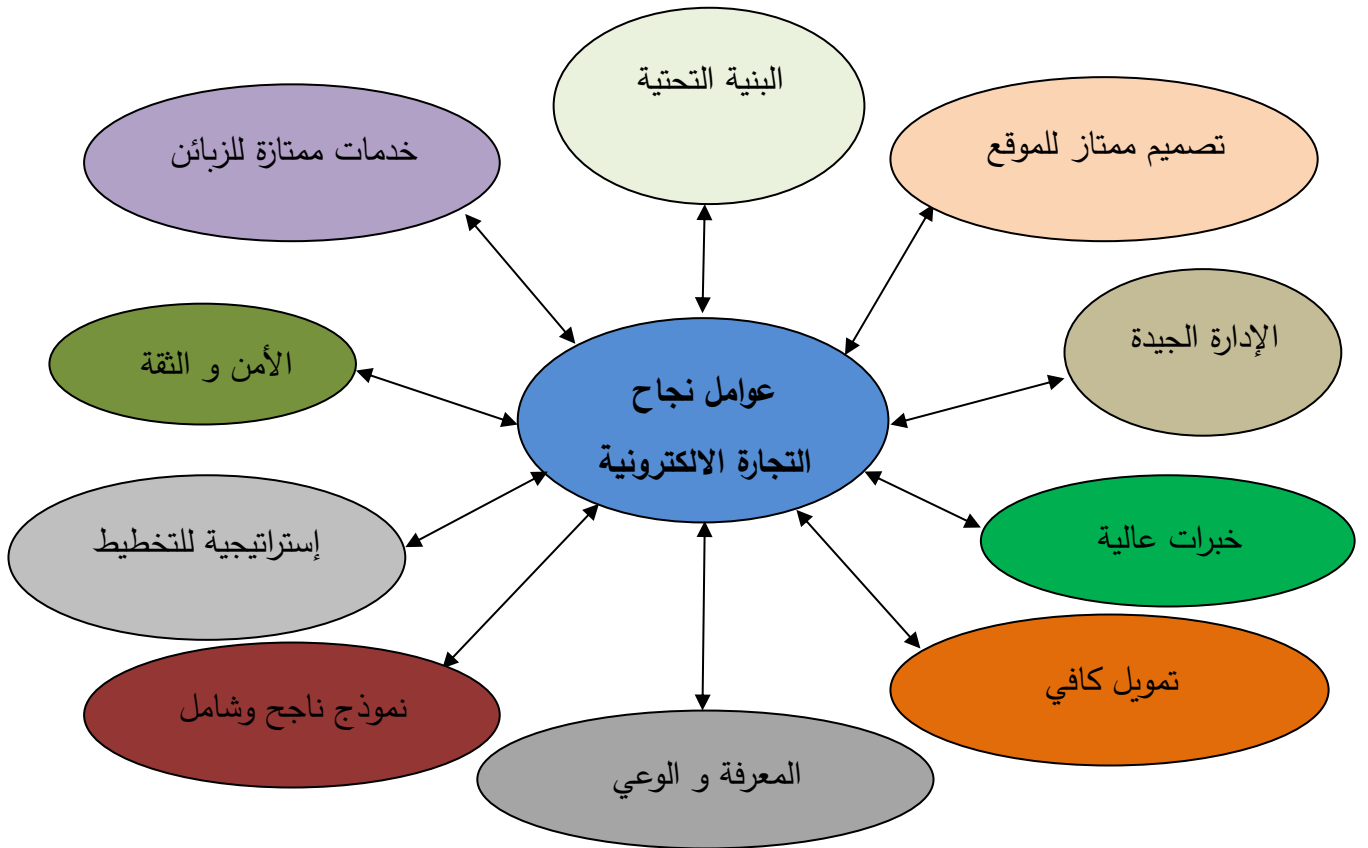 البنية التحتية
تصميم ممتاز للموقع
خدمات ممتازة للزبائن
الإدارة الجيدة
الأمن و الثقة
عوامل نجاح
التجارة الالكترونية
خبرات عالية
إستراتيجية للتخطيط
تمويل كافي
نموذج ناجح وشامل
المعرفة و الوعي